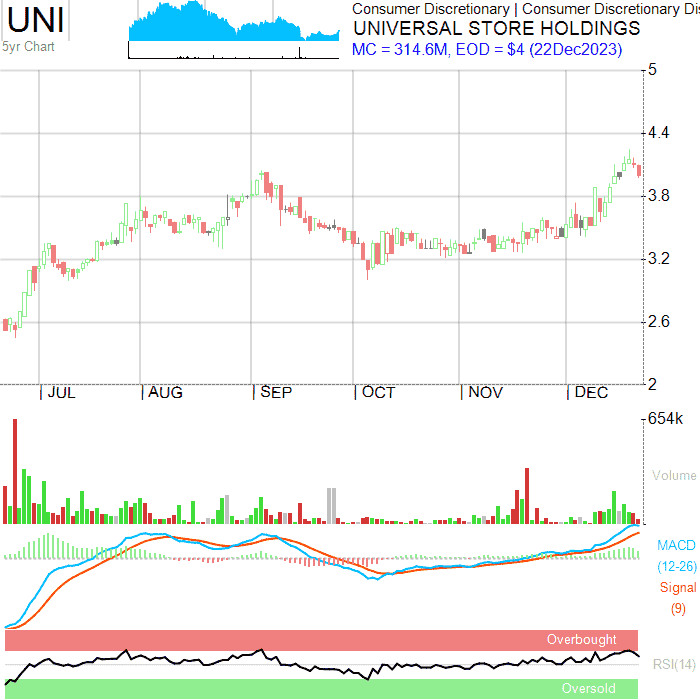 UNI
5yr Chart
Consumer Discretionary | Consumer Discretionary Dis
UNIVERSAL STORE HOLDINGS
MC = 314.6M, EOD = $4 (22Dec2023)
5
4.4
3.8
3.2
2.6
2
| JUL | AUG | SEP | OCT | NOV | DEC
654k
Volume
MACD
(12-26)
Signal
(9)
Overbought
RSI(14)
Oversold